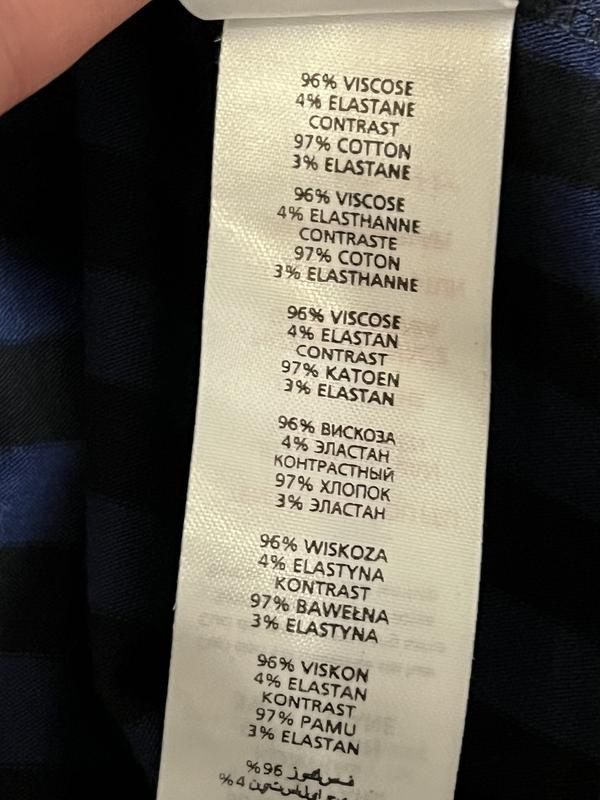 96% VISCOSE
4% ELASTANE
CONTRAST
97% COTTON
3% ELASTANE
96% VISCOSE
4% ELASTHANNE
CONTRASTE
97% COTON
3% ELASTHANNE
96% VISCOSE
4% ELASTAN
CONTRAST
97% KATOEN
3% ELASTAN
96% ВИСКОЗА
4% ЭЛАСТАН
КОНТРАСТНЫЙ
97% ХЛОПОК
3% ЭЛАСТАН
96% WISKOZA
4% ELASTYNA
KONTRAST
97% BAWEŁNA
3% ELASTYNA
96% VISKON
4% ELASTAN
KONTRAST
97% PAMU
3% ELASTAN
%96
%4